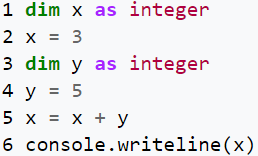 1 dim x as integer
2 x = 3
3 dim y as integer
4 y = 5
5 x = x + y
6 console.writeline(x)